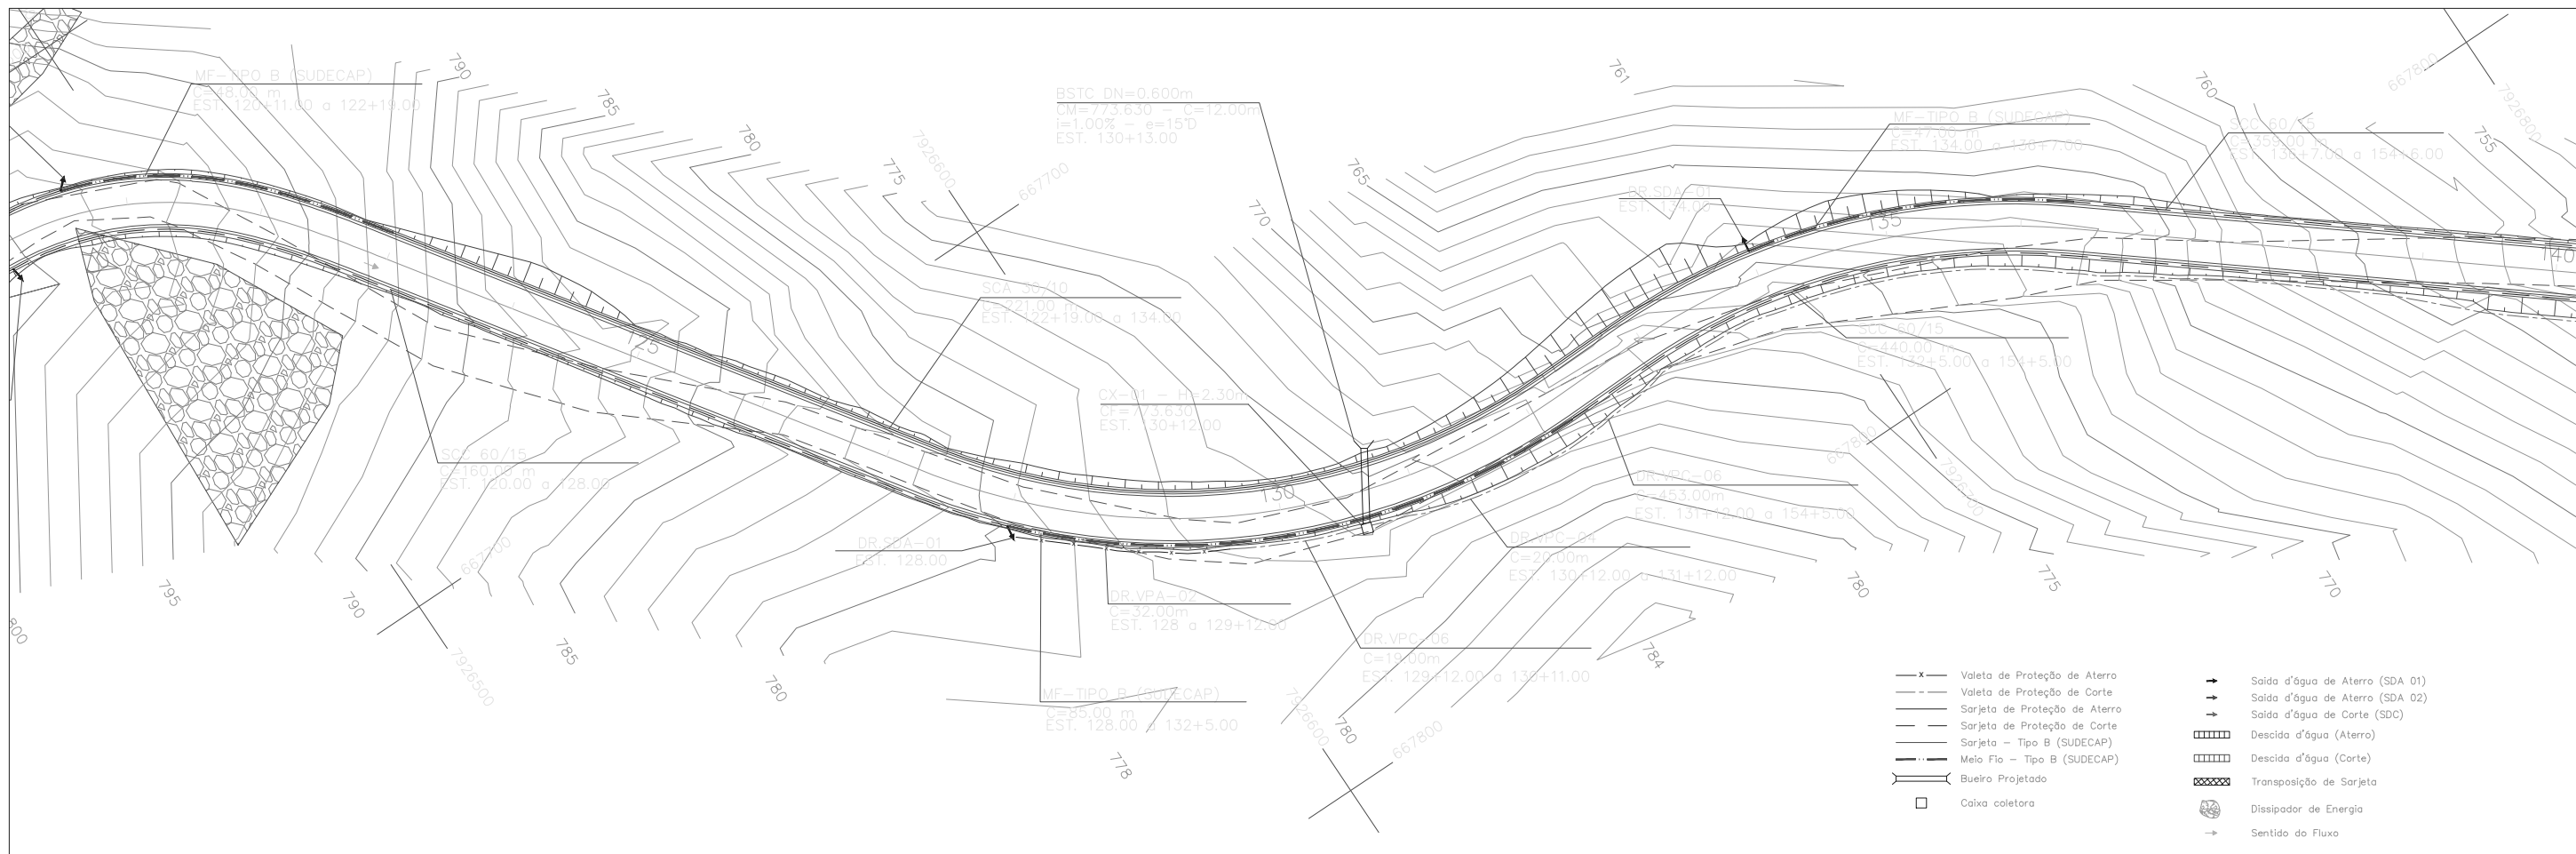 MF-TIPO B (SUDECAP)
C=48.00 m
EST. 120+11.00 a 122+19.00
790
785
780
775
7926600
667700
BSTC DN=0.600m
CM=773.630 - C=12.00m
i=1.00% - e=15°D
EST. 130+13.00
765
770
761
MF-TIPO B (SUDECAP)
C=47.00 m
EST. 134.00 a 136+7.00
760
SCC 60/15
C=359.00 m
EST. 136+7.00 a 154+6.00
755
667800
7926800
DR.SDA-01
EST. 134.00
135
140
SCA 30/10
C=221.00 m
EST. 122+19.00 a 134.00
125
SCC 60/15
C=440.00 m
EST. 132+5.00 a 154+5.00
CX-01 - H=2.30m
CF=773.630
EST. 130+12.00
SCC 60/15
C=160.00 m
EST. 120.00 a 128.00
130
667800
DR.VPC-06
C=453.00m
EST. 131+12.00 a 154+5.00
DR.SDA-01
EST. 128.00
DR.VPC-04
C=20.00m
EST. 130+12.00 a 131+12.00
DR.VPA-02
C=32.00m
EST. 128 a 129+12.00
DR.VPC-06
C=19.00m
EST. 129+12.00 a 130+11.00
MF-TIPO B (SUDECAP)
C=85.00 m
EST. 128.00 a 132+5.00
800
795
790
667700
7926500
785
780
778
7926600
780
667800
784
780
775
770
Valeta de Proteção de Aterro
Valeta de Proteção de Corte
Sarjeta de Proteção de Aterro
Sarjeta de Proteção de Corte
Sarjeta - Tipo B (SUDECAP)
Meio Fio - Tipo B (SUDECAP)
Bueiro Projetado
Caixa coletora
Saida d'água de Aterro (SDA 01)
Saida d'água de Aterro (SDA 02)
Saida d'água de Corte (SDC)
Descida d'água (Aterro)
Descida d'água (Corte)
Transposição de Sarjeta
Dissipador de Energia
Sentido do Fluxo